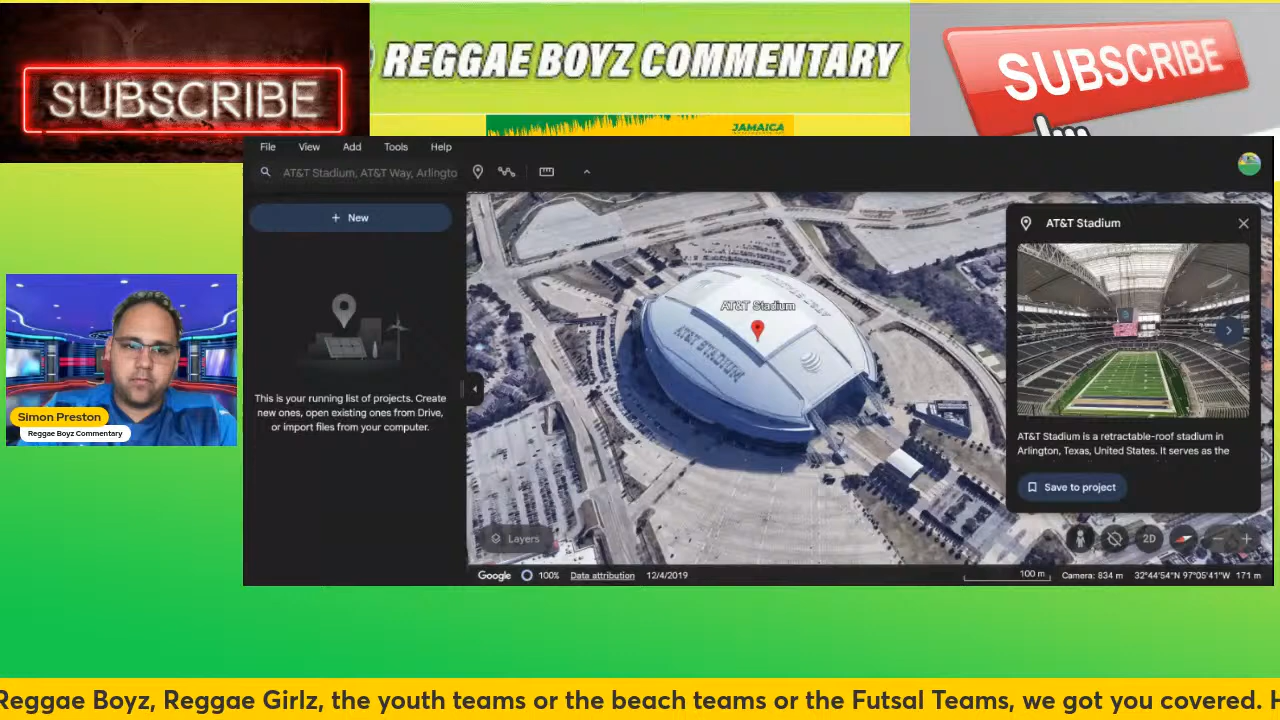 SUBSCRIBE
REGGAE BOYZ COMMENTARY
SUBSCRIBE
JAMAICA
File View Add Tools Help
AT&T Stadium, AT&T Way, Arlingto
+ New
AT&T Stadium
AT&T Stadium
AT&T STADIUM
This is your running list of projects. Create
new ones, open existing ones from Drive,
or import files from your computer.
AT&T Stadium is a retractable-roof stadium in
Arlington, Texas, United States. It serves as the
Save to project
Simon Preston
Reggae Boyz Commentary
Layers
2D
Google 100% Data attribution 12/4/2019 100 m Camera: 834 m 32°44'54"N 97°05'41"W 171 m
Reggae Boyz, Reggae Girlz, the youth teams or the beach teams or the Futsal Teams, we got you covered. H